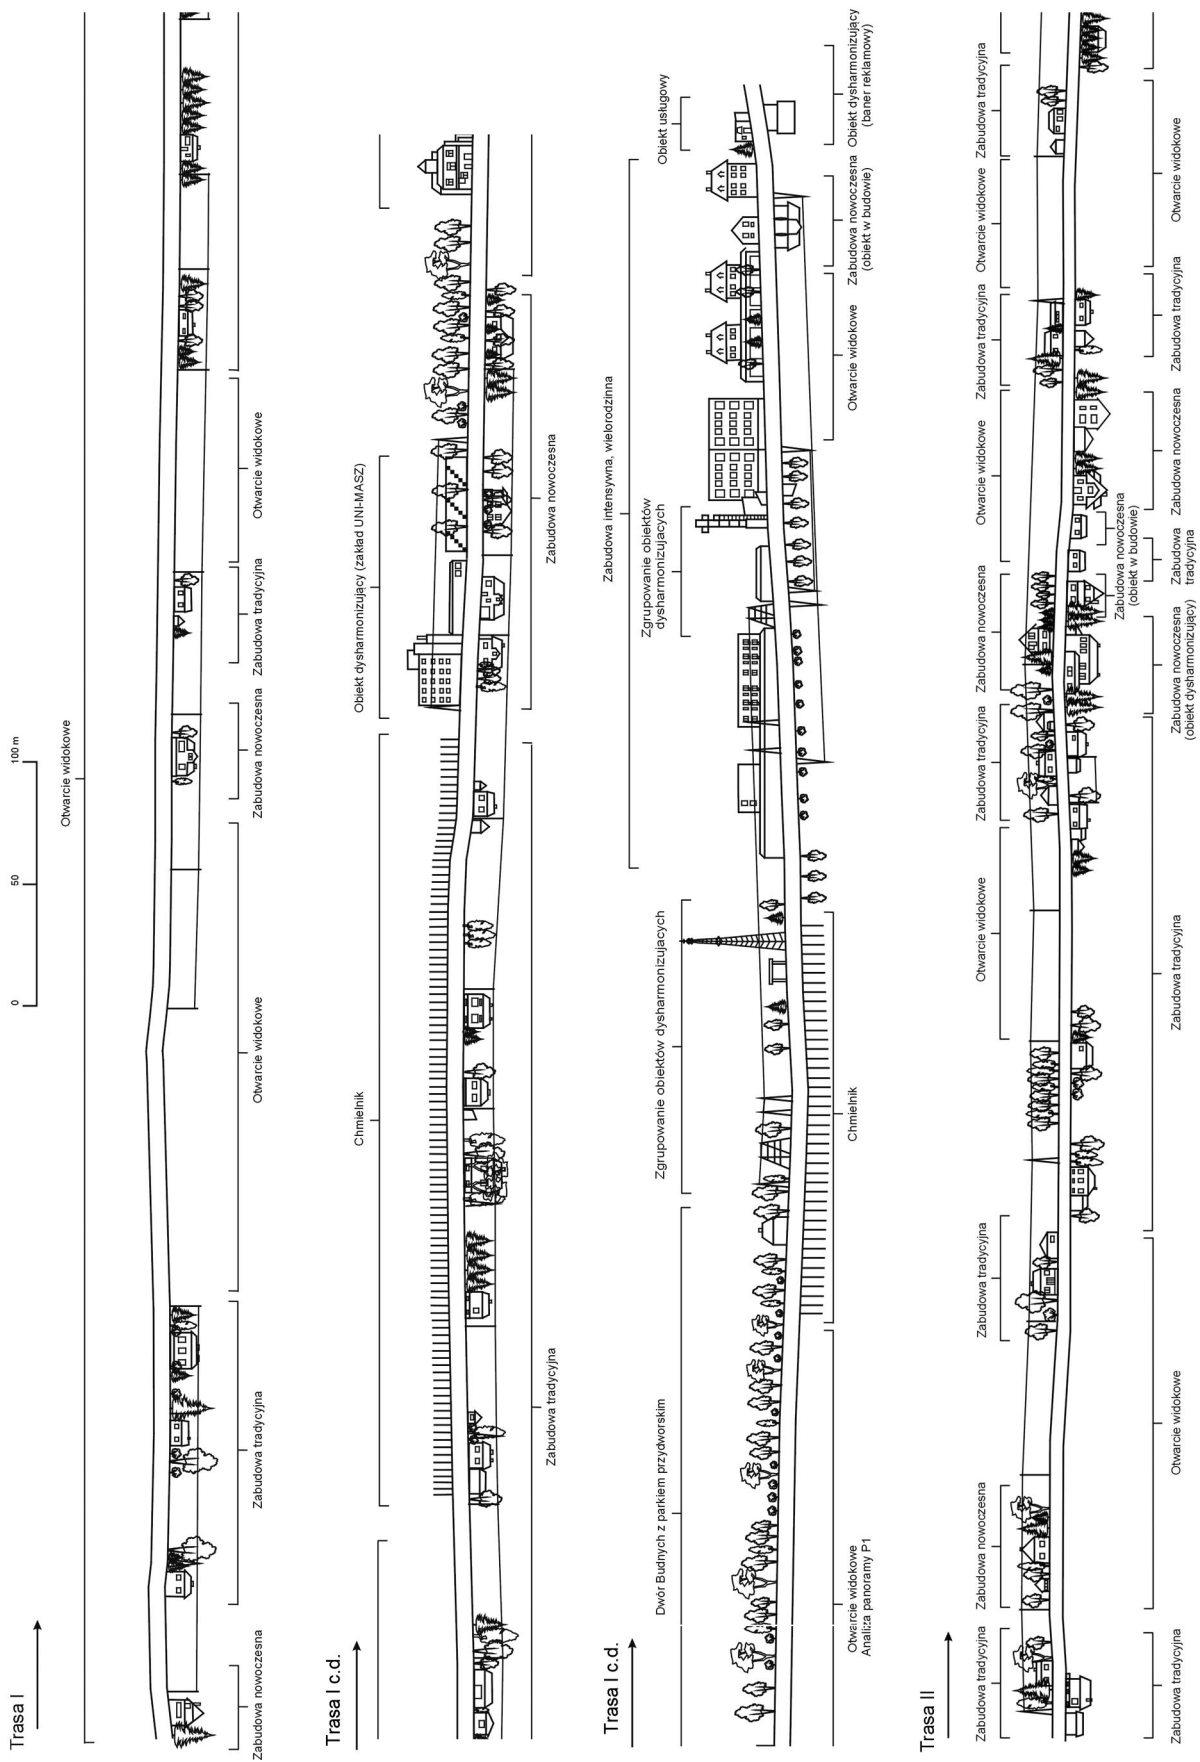 Trasa I
0 50 100 m
Otwarcie widokowe
Zabudowa nowoczesna
Zabudowa tradycyjna
Otwarcie widokowe
Zabudowa nowoczesna
Zabudowa tradycyjna
Otwarcie widokowe
Trasa I c.d.
Chmielnik
Obiekt dysharmonizujący (zakład UNI-MASZ)
Zabudowa tradycyjna
Zabudowa nowoczesna
Trasa I c.d.
Dwór Budnych z parkiem przydworskim
Zgrupowanie obiektów dysharmonizujacych
Zabudowa intensywna, wielorodzina
Zgrupowanie obiektów
dysharmonizujacych
Obiekt usługowy
Otwarcie widokowe
Analiza panoramy P1
Chmielnik
Otwarcie widokowe
Zabudowa nowoczesna
(obiekt w budowie)
Obiekt dysharmonizujący
(baner reklamowy)
Trasa II
Zabudowa tradycyjna
Zabudowa nowoczesna
Zabudowa tradycyjna
Otwarcie widokowe
Zabudowa tradycyjna
Zabudowa nowoczesna
Otwarcie widokowe
Zabudowa tradycyjna
Otwarcie widokowe
Zabudowa tradycyjna
Zabudowa tradycyjna
Otwarcie widokowe
Zabudowa tradycyjna
Zabudowa nowoczesna
(obiekt dysharmonizujący)
Zabudowa nowoczesna
(obiekt w budowie)
Zabudowa
tradycyjna
Zabudowa nowoczesna
Zabudowa tradycyjna
Otwarcie widokowe